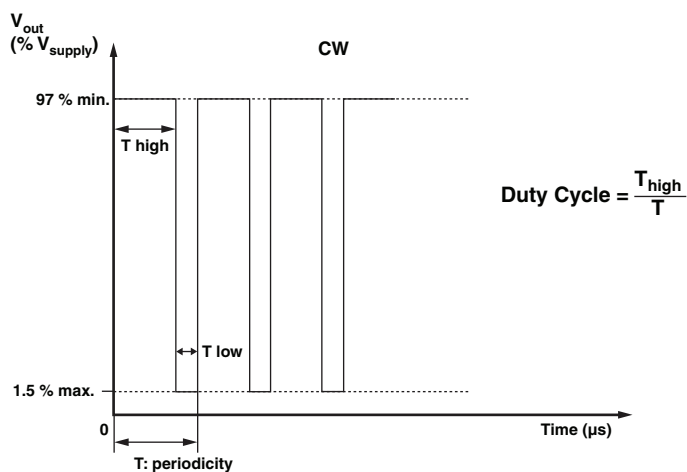 V_out
(% V_supply)
CW
97 % min.
T high
Duty Cycle = T_high / T
T low
1.5 % max.
0
Time (µs)
T: periodicity